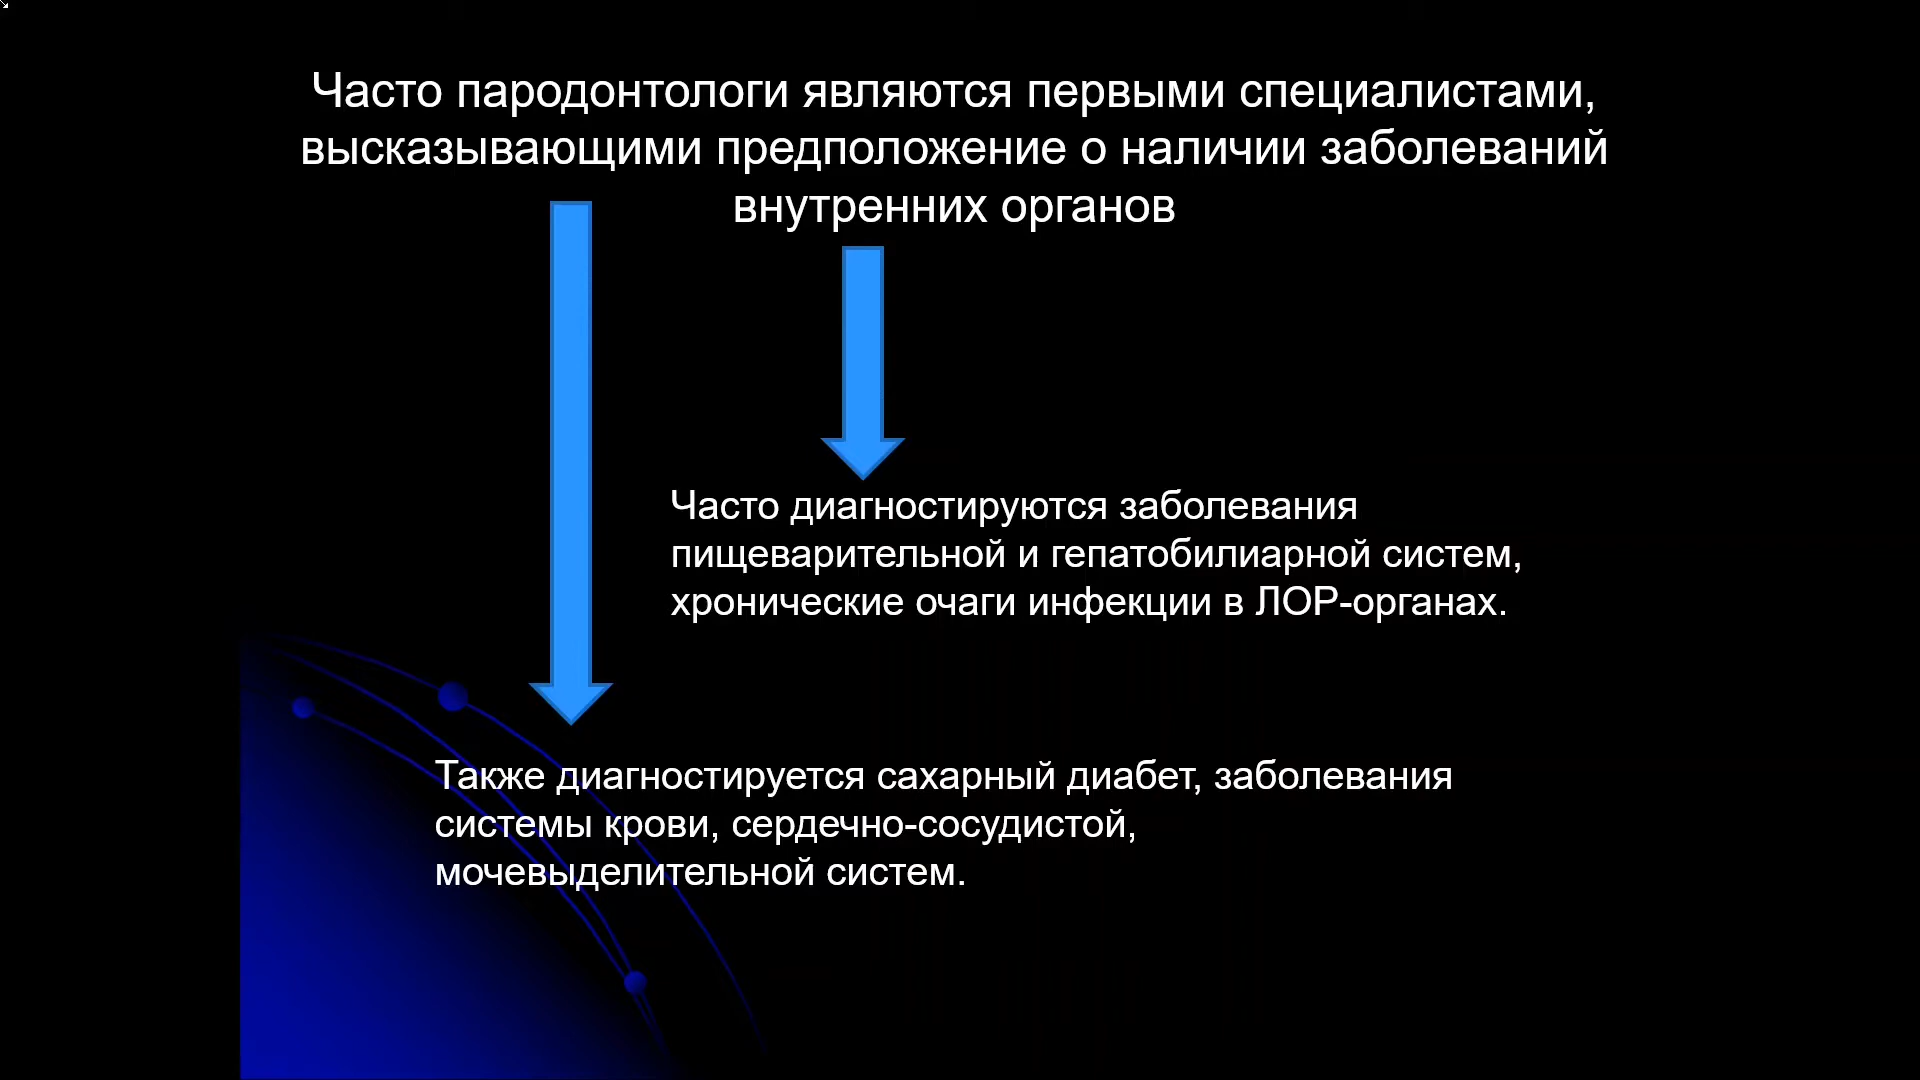 Часто пародонтологи являются первыми специалистами,
высказывающими предположение о наличии заболеваний
внутренних органов
Часто диагностируются заболевания
пищеварительной и гепатобилиарной систем,
хронические очаги инфекции в ЛОР-органах.
Также диагностируется сахарный диабет, заболевания
системы крови, сердечно-сосудистой,
мочевыделительной систем.